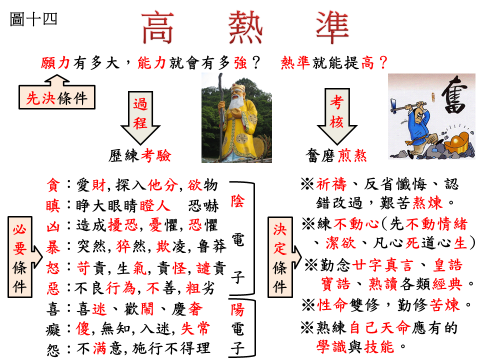 圖十四
高熱準
願力有多大，能力就會有多強？ 熱準就能提高？
先決條件
過程
考核
奮
歷練考驗
奮磨煎熬
必要條件
貪：愛財,探入他分,欲物
瞋：睜大眼睛瞪人 恐嚇
凶：造成擾恐,憂懼,恐懼
暴：突然,猝然,欺凌,魯莽
怒：苛責,生氣,責怪,譴責
惡：不良行為,不善,粗劣
喜：喜迷、歡鬧、慶奢
癡：傻,無知,入迷,失常
怨：不滿意,施行不得理
陰電子
陽電子
決定條件
※祈禱、反省懺悔、認
錯改過，艱苦熬煉。
※練不動心(先不動情緒
、潔欲、凡心死道心生)
※勤念廿字真言、皇誥
寶誥、熟讀各類經典。
※性命雙修，勤修苦煉。
※熟練自己天命應有的
學識與技能。